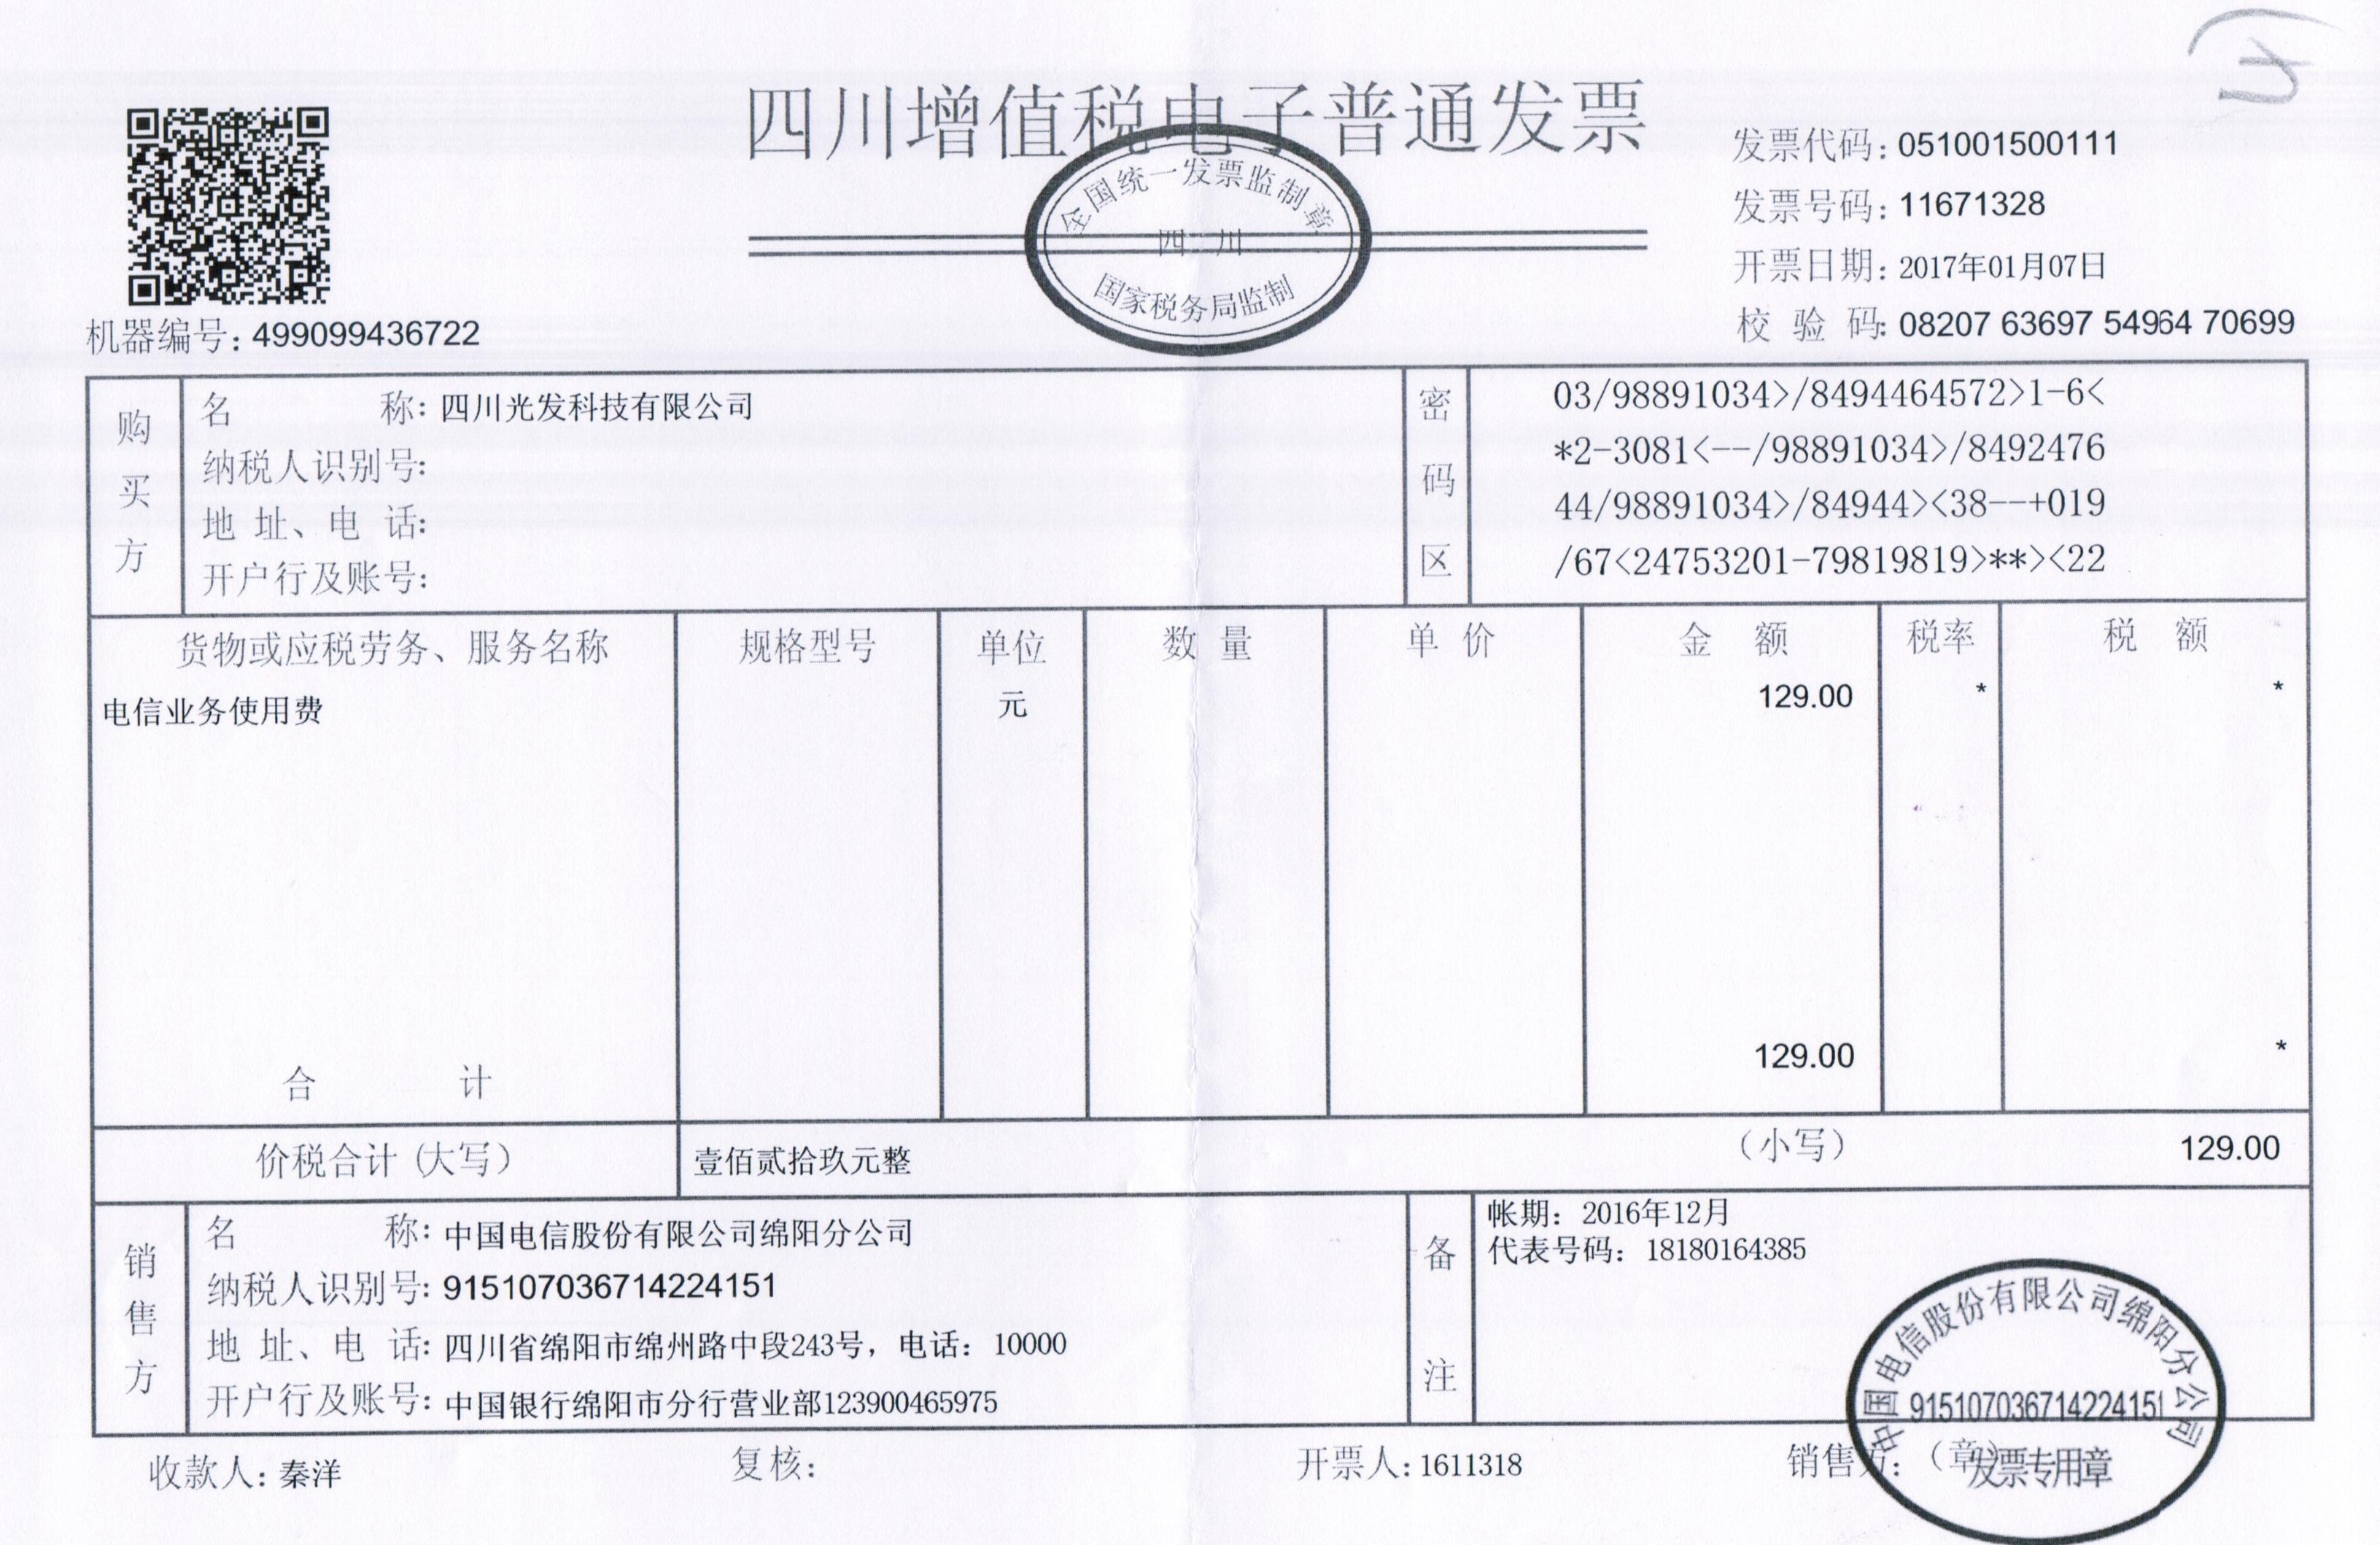 四川增值税电子普通发票
全国统一发票监制章
四川
国家税务局监制
发票代码: 051001500111
发票号码: 11671328
开票日期: 2017年01月07日
校验码: 08207 63697 54964 70699
机器编号: 499099436722
购买方
名称: 四川光发科技有限公司
纳税人识别号:
地址、电话:
开户行及账号:
密码区
03/98891034>/8494464572>1-6<
*2-3081<--/98891034>/8492476
44/98891034>/84944><38--+019
/67<24753201-79819819>**><22
货物或应税劳务、服务名称 规格型号 单位 数量 单价 金额 税率 税额
电信业务使用费 元 129.00 * *
合计 129.00 *
价税合计(大写) 壹佰贰拾玖元整 (小写) 129.00
销售方
名称: 中国电信股份有限公司绵阳分公司
纳税人识别号: 915107036714224151
地址、电话: 四川省绵阳市绵州路中段243号，电话：10000
开户行及账号: 中国银行绵阳市分行营业部123900465975
备注
帐期：2016年12月
代表号码：18180164385
中国电信股份有限公司绵阳分公司
915107036714224151
发票专用章
收款人: 秦洋 复核: 开票人: 1611318 销售方: (章)